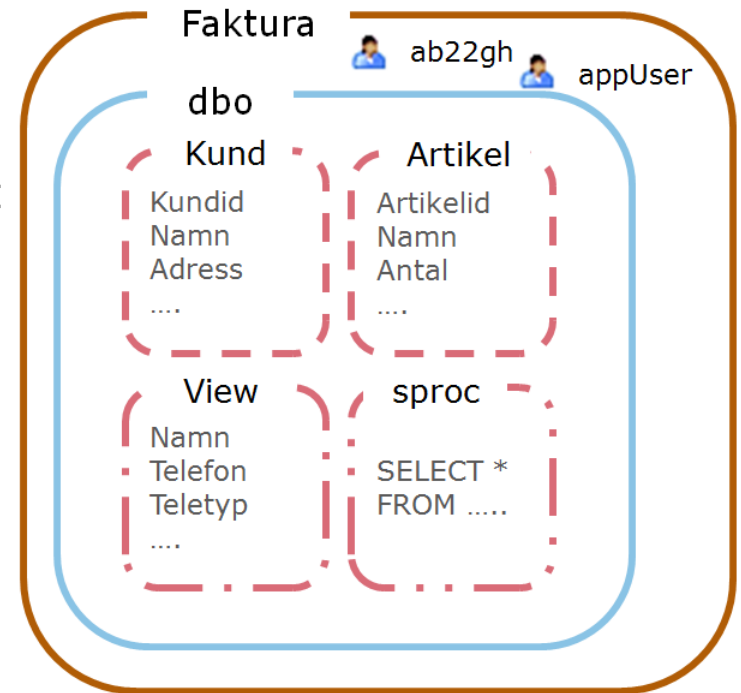 Faktura
ab22gh
appUser
dbo
Kund
Kundid
Namn
Adress
....
Artikel
Artikelid
Namn
Antal
....
View
Namn
Telefon
Teletyp
....
sproc
SELECT *
FROM .....